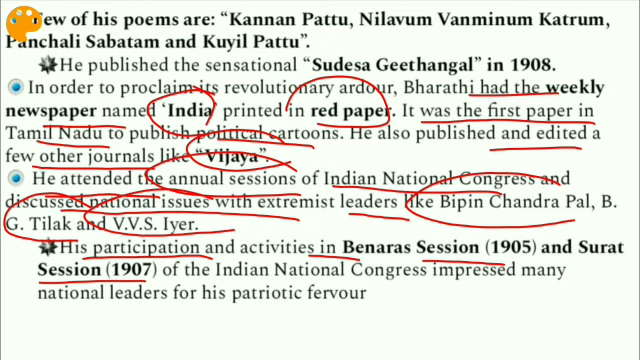 Few of his poems are: “Kannan Pattu, Nilavum Vanminum Katrum,
Panchali Sabatam and Kuyil Pattu”.
He published the sensational “Sudesa Geethangal” in 1908.
In order to proclaim its revolutionary ardour, Bharathi had the weekly
newspaper named ‘India’ printed in red paper. It was the first paper in
Tamil Nadu to publish political cartoons. He also published and edited a
few other journals like “Vijaya”.
He attended the annual sessions of Indian National Congress and
discussed national issues with extremist leaders like Bipin Chandra Pal, B.
G. Tilak and V.V.S. Iyer.
His participation and activities in Benaras Session (1905) and Surat
Session (1907) of the Indian National Congress impressed many
national leaders for his patriotic fervour